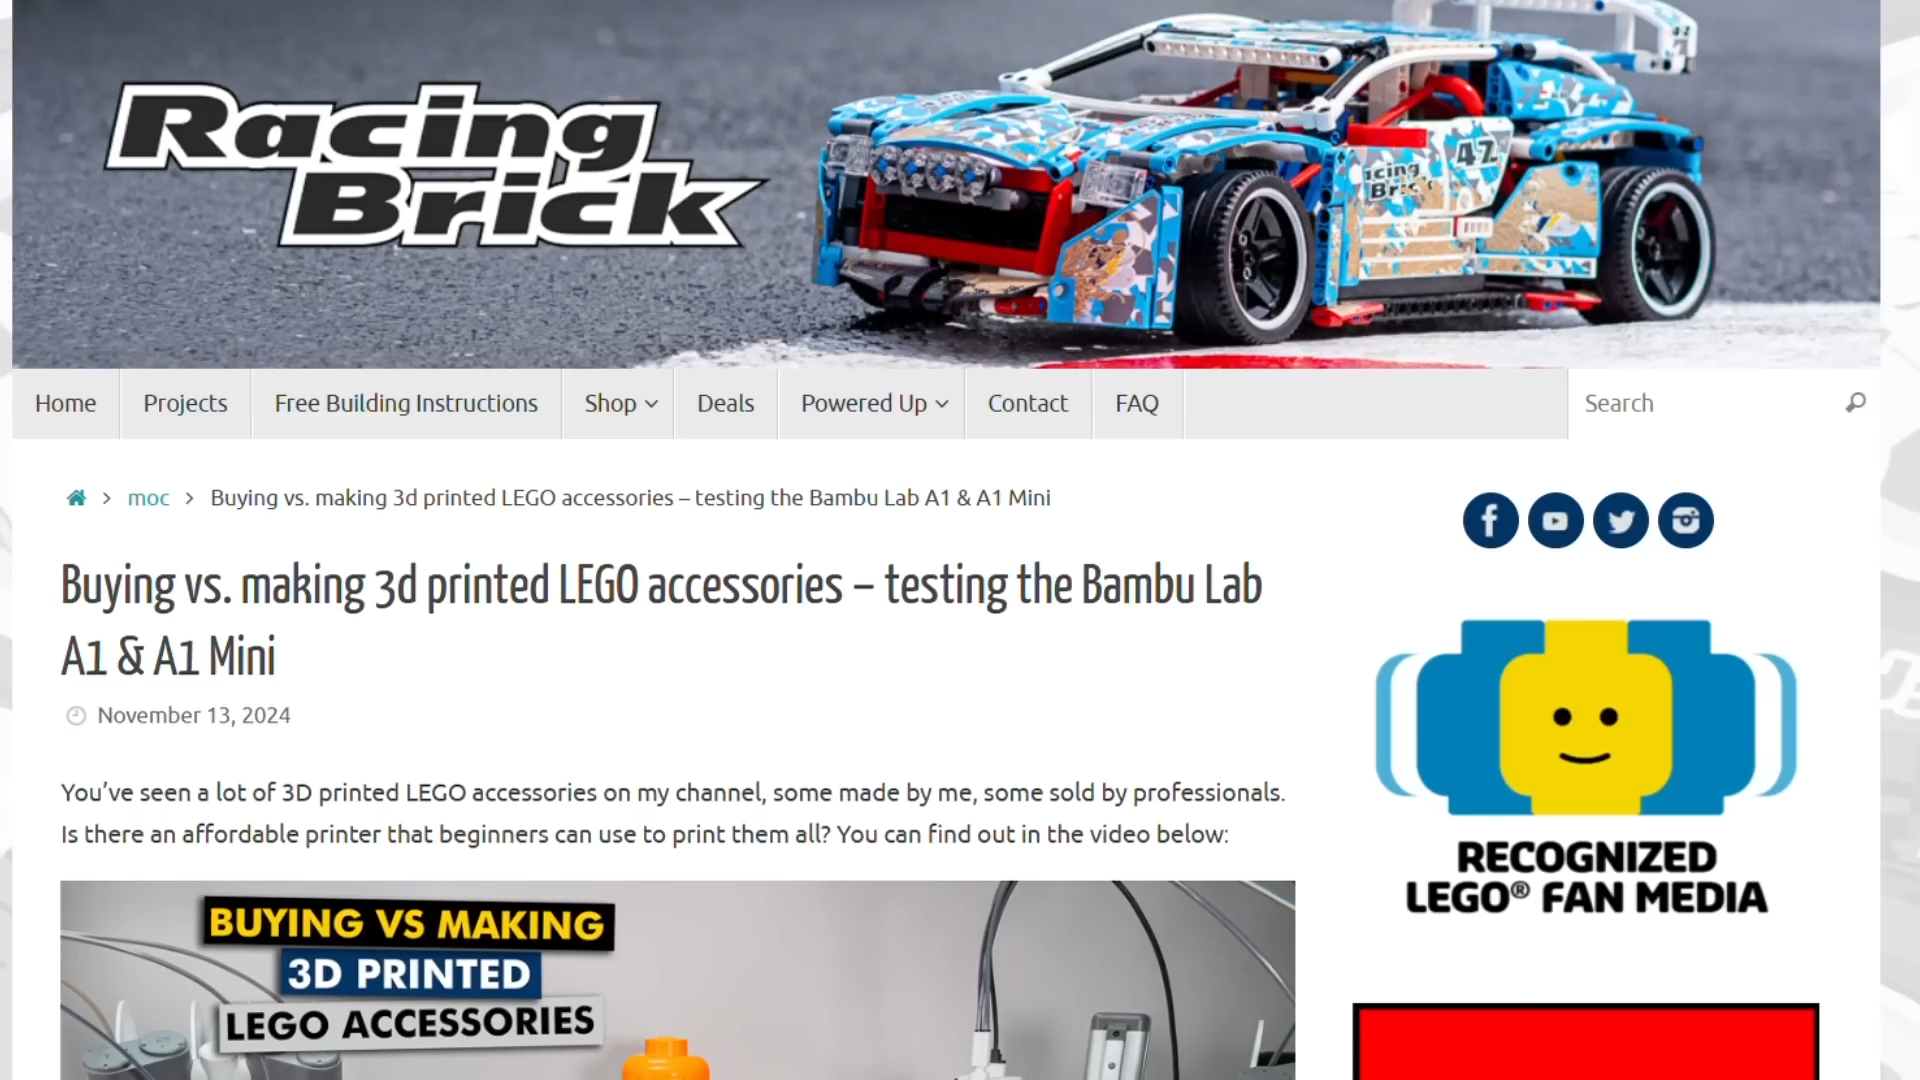 Racing
Brick
42
Home
Projects
Free Building Instructions
Shop
Deals
Powered Up
Contact
FAQ
Search
moc
Buying vs. making 3d printed LEGO accessories – testing the Bambu Lab A1 & A1 Mini
Buying vs. making 3d printed LEGO accessories – testing the Bambu Lab
A1 & A1 Mini
November 13, 2024
You’ve seen a lot of 3D printed LEGO accessories on my channel, some made by me, some sold by professionals.
Is there an affordable printer that beginners can use to print them all? You can find out in the video below:
RECOGNIZED
LEGO® FAN MEDIA
BUYING VS MAKING
3D PRINTED
LEGO ACCESSORIES